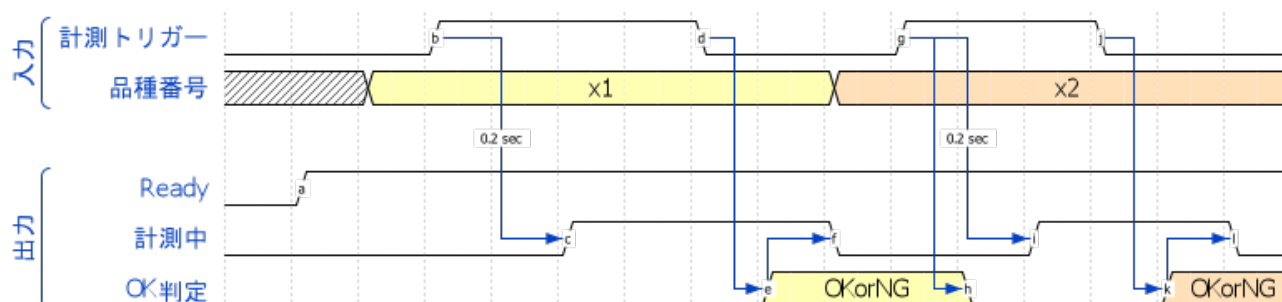 入力
計測トリガー
b
d
g
j
品種番号
x1
x2
0.2 sec
0.2 sec
出力
Ready
a
計測中
c
f
i
l
OK判定
e
OKorNG
h
k
OKorNG